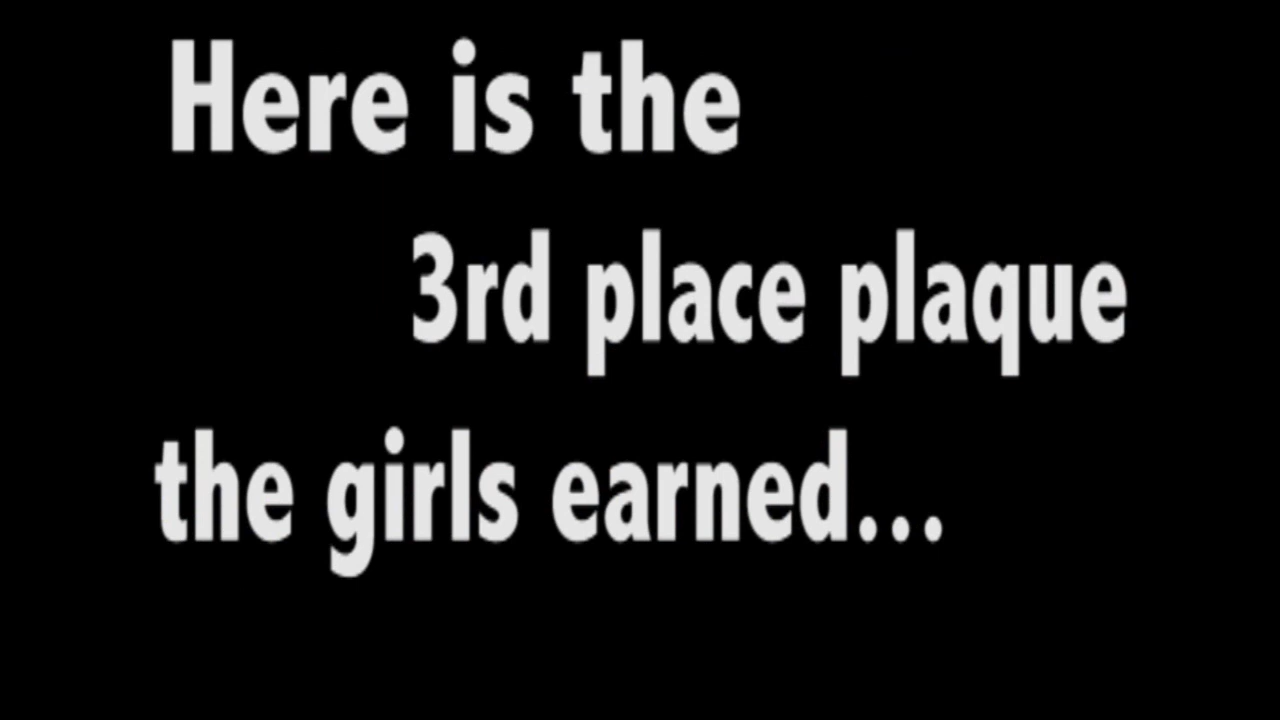 Here is the
3rd place plaque
the girls earned...